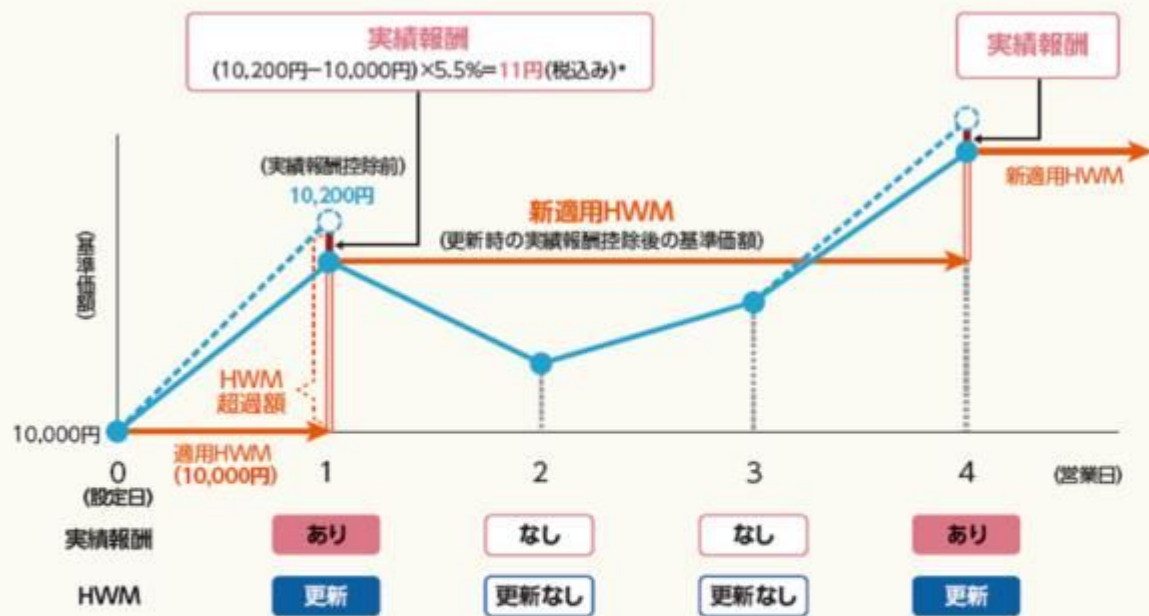 実績報酬
(10,200円−10,000円)×5.5%=11円(税込み)*
実績報酬
(実績報酬控除前)
10,200円
新適用HWM
(更新時の実績報酬控除後の基準価額)
新適用HWM
(基準価額)
HWM
超過額
10,000円
適用HWM
(10,000円)
0 1 2 3 4 (営業日)
(設定日)
実績報酬 あり なし なし あり
HWM 更新 更新なし 更新なし 更新